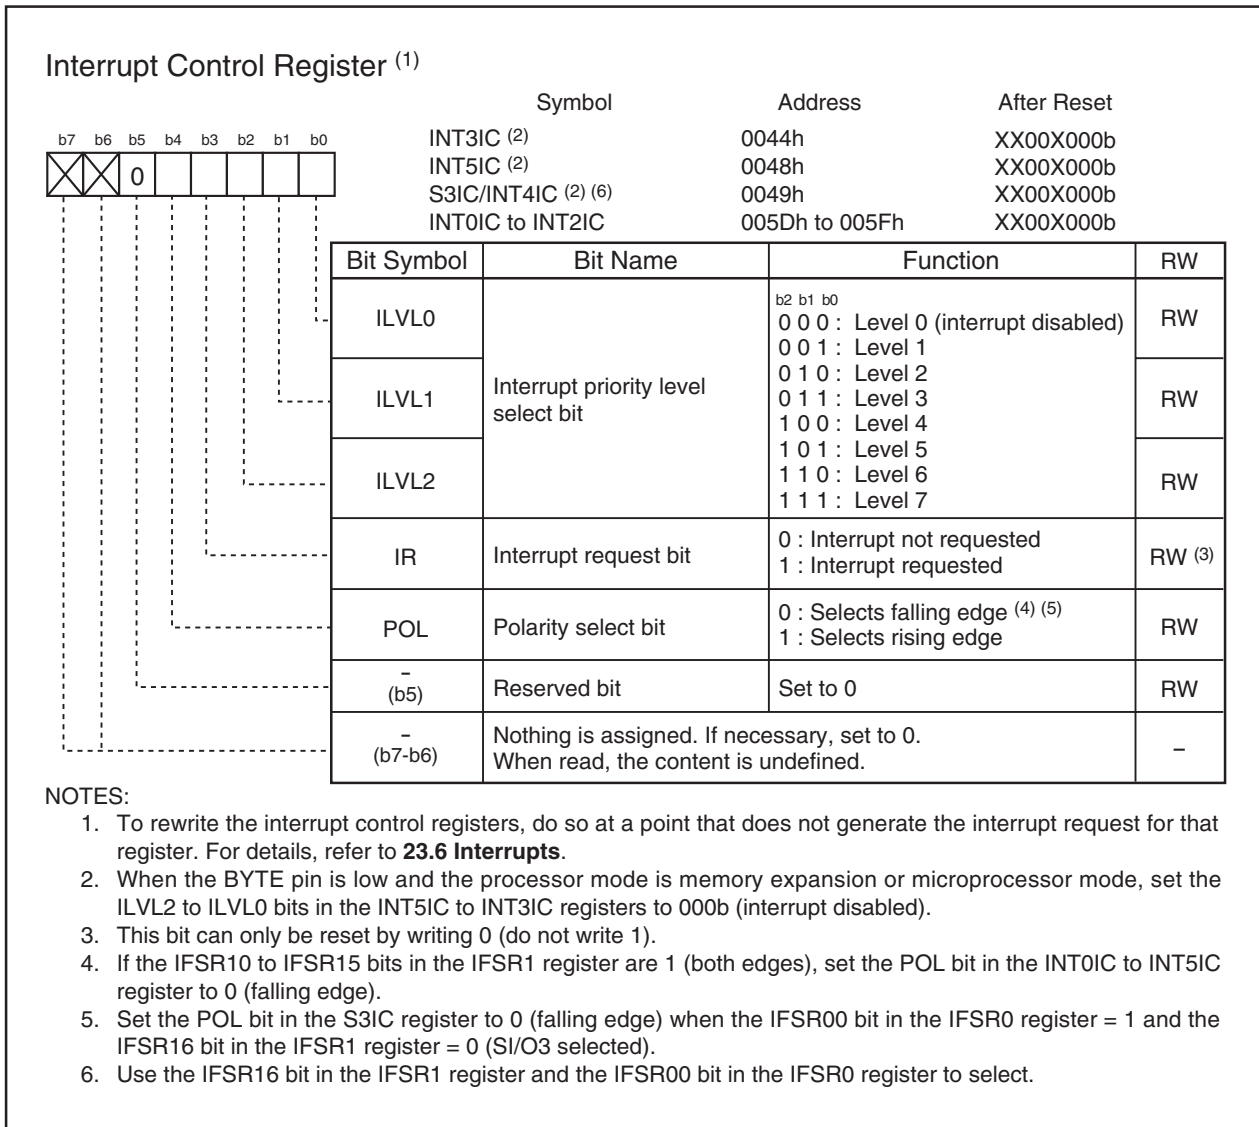 Interrupt Control Register (1)
Symbol Address After Reset
b7 b6 b5 b4 b3 b2 b1 b0
0
INT3IC (2) 0044h XX00X000b
INT5IC (2) 0048h XX00X000b
S3IC/INT4IC (2) (6) 0049h XX00X000b
INT0IC to INT2IC 005Dh to 005Fh XX00X000b
Bit Symbol Bit Name Function RW
ILVL0 Interrupt priority level select bit RW
b2 b1 b0
0 0 0 : Level 0 (interrupt disabled)
0 0 1 : Level 1
0 1 0 : Level 2
ILVL1 RW
0 1 1 : Level 3
1 0 0 : Level 4
1 0 1 : Level 5
ILVL2 RW
1 1 0 : Level 6
1 1 1 : Level 7
IR Interrupt request bit RW (3)
0 : Interrupt not requested
1 : Interrupt requested
POL Polarity select bit RW
0 : Selects falling edge (4) (5)
1 : Selects rising edge
–
(b5) Reserved bit Set to 0 RW
–
(b7-b6)
Nothing is assigned. If necessary, set to 0.
When read, the content is undefined.
–
NOTES:
1. To rewrite the interrupt control registers, do so at a point that does not generate the interrupt request for that
register. For details, refer to 23.6 Interrupts.
2. When the BYTE pin is low and the processor mode is memory expansion or microprocessor mode, set the
ILVL2 to ILVL0 bits in the INT5IC to INT3IC registers to 000b (interrupt disabled).
3. This bit can only be reset by writing 0 (do not write 1).
4. If the IFSR10 to IFSR15 bits in the IFSR1 register are 1 (both edges), set the POL bit in the INT0IC to INT5IC
register to 0 (falling edge).
5. Set the POL bit in the S3IC register to 0 (falling edge) when the IFSR00 bit in the IFSR0 register = 1 and the
IFSR16 bit in the IFSR1 register = 0 (SI/O3 selected).
6. Use the IFSR16 bit in the IFSR1 register and the IFSR00 bit in the IFSR0 register to select.